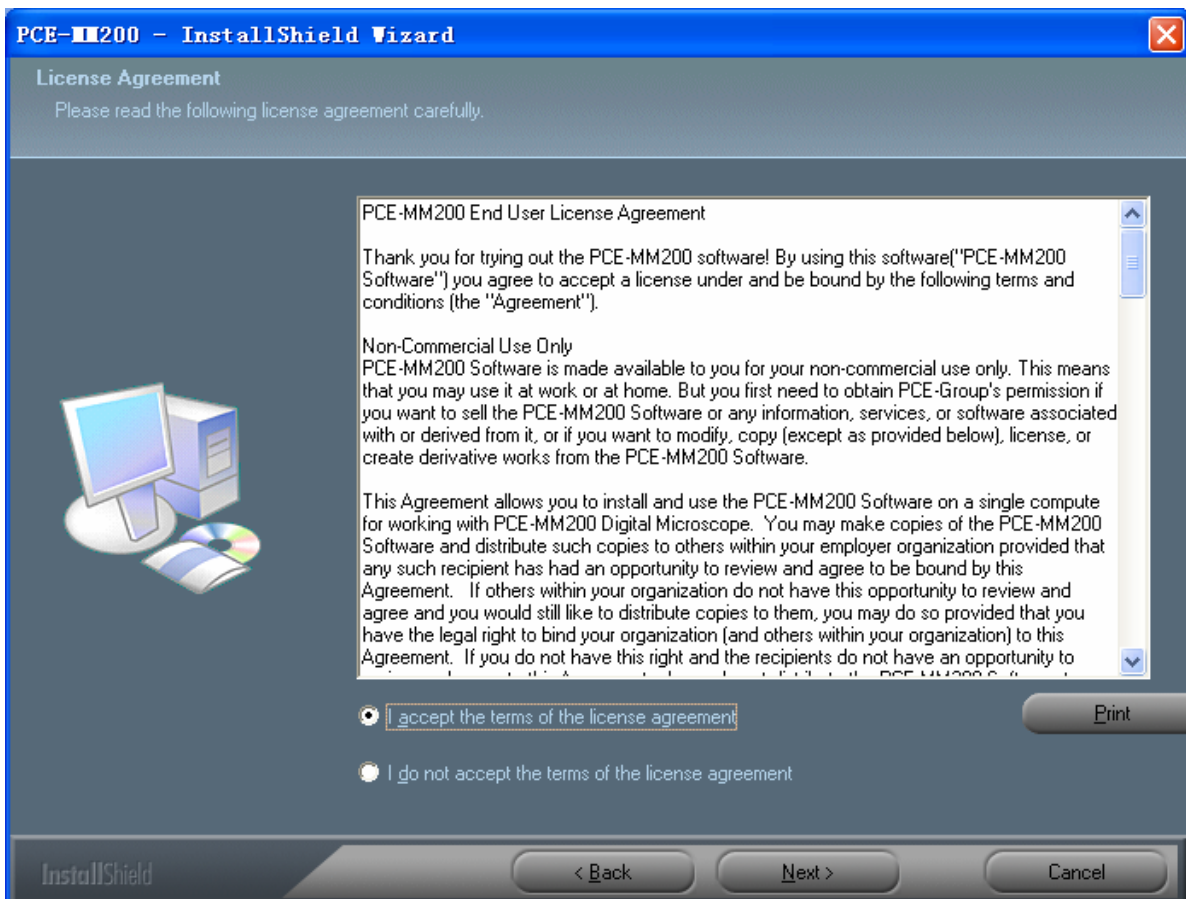 PCE-MM200 - InstallShield Wizard
License Agreement
Please read the following license agreement carefully.
PCE-MM200 End User License Agreement
Thank you for trying out the PCE-MM200 software! By using this software("PCE-MM200
Software") you agree to accept a license under and be bound by the following terms and
conditions (the "Agreement").
Non-Commercial Use Only
PCE-MM200 Software is made available to you for your non-commercial use only. This means
that you may use it at work or at home. But you first need to obtain PCE-Group's permission if
you want to sell the PCE-MM200 Software or any information, services, or software associated
with or derived from it, or if you want to modify, copy (except as provided below), license, or
create derivative works from the PCE-MM200 Software.
This Agreement allows you to install and use the PCE-MM200 Software on a single compute
for working with PCE-MM200 Digital Microscope.  You may make copies of the PCE-MM200
Software and distribute such copies to others within your employer organization provided that
any such recipient has had an opportunity to review and agree to be bound by this
Agreement.   If others within your organization do not have this opportunity to review and
agree and you would still like to distribute copies to them, you may do so provided that you
have the legal right to bind your organization (and others within your organization) to this
Agreement.  If you do not have this right and the recipients do not have an opportunity to
I accept the terms of the license agreement
Print
I do not accept the terms of the license agreement
InstallShield
< Back
Next >
Cancel